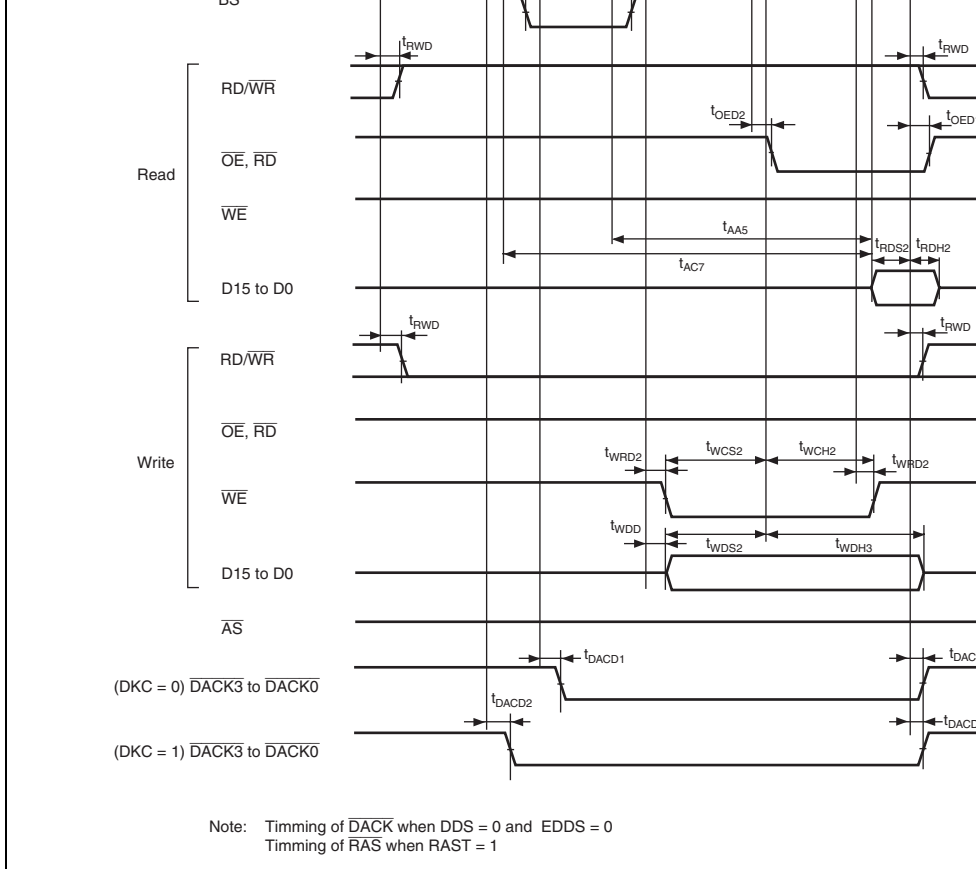 BS
tRWD tRWD
RD/WR
tOED2 tOED1
OE, RD
Read
WE
tAA5
tRDS2 tRDH2
tAC7
D15 to D0
tRWD tRWD
RD/WR
OE, RD
Write
tWRD2 tWCS2 tWCH2 tWRD2
WE
tWDD tWDS2 tWDH3
D15 to D0
AS
tDACD1 tDAC
(DKC = 0) DACK3 to DACK0
tDACD2 tDACD
(DKC = 1) DACK3 to DACK0
Note: Timming of DACK when DDS = 0 and EDDS = 0
Timming of RAS when RAST = 1